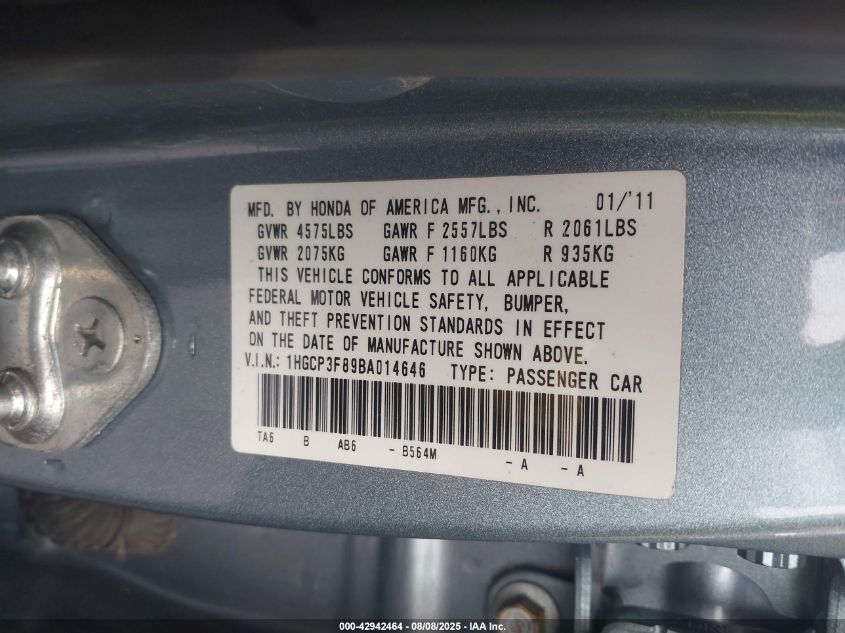 MFD. BY HONDA OF AMERICA MFG., INC. 01/'11
GVWR 4575LBS GAWR F 2557LBS R 2061LBS
GVWR 2075KG GAWR F 1160KG R 935KG
THIS VEHICLE CONFORMS TO ALL APPLICABLE
FEDERAL MOTOR VEHICLE SAFETY, BUMPER,
AND THEFT PREVENTION STANDARDS IN EFFECT
ON THE DATE OF MANUFACTURE SHOWN ABOVE.
V.I.N.: 1HGCP3F89BA014646 TYPE: PASSENGER CAR
TA6 B AB6 - B564M - A - A
000-42942464 - 08/08/2025 - IAA Inc.